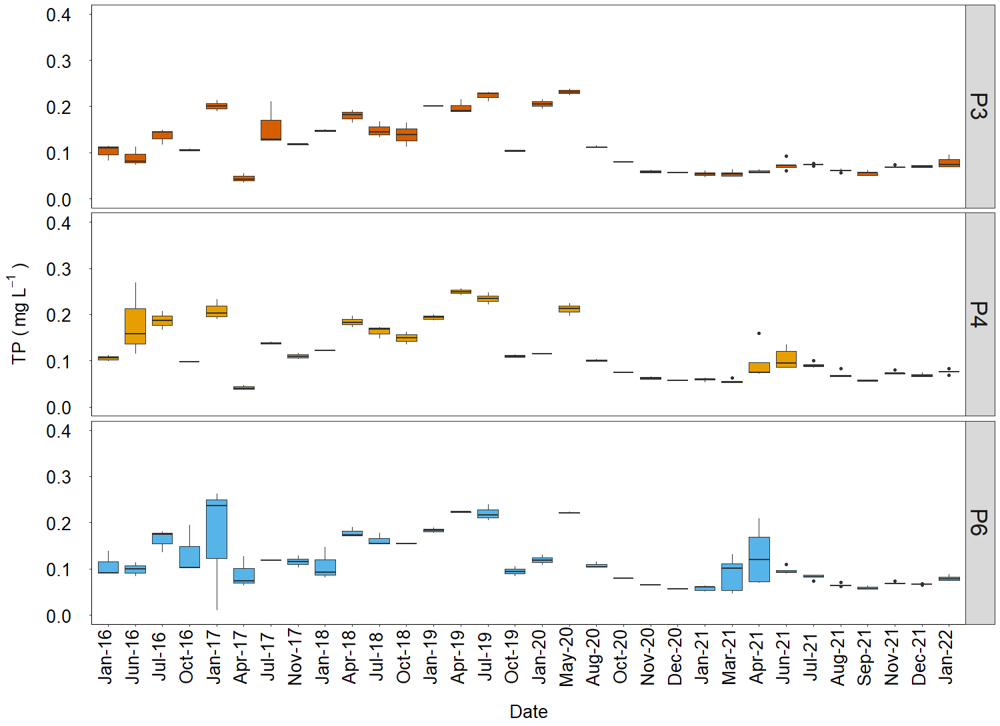 0.4
0.3
0.2
0.1
0.0
P3
0.4
0.3
0.2
0.1
0.0
P4
TP ( mg L−1 )
0.4
0.3
0.2
0.1
0.0
P6
Jan-16
Jun-16
Jul-16
Oct-16
Jan-17
Apr-17
Jul-17
Nov-17
Jan-18
Apr-18
Jul-18
Oct-18
Jan-19
Apr-19
Jul-19
Oct-19
Jan-20
May-20
Aug-20
Oct-20
Nov-20
Dec-20
Jan-21
Mar-21
Apr-21
Jun-21
Jul-21
Aug-21
Sep-21
Nov-21
Dec-21
Jan-22
Date